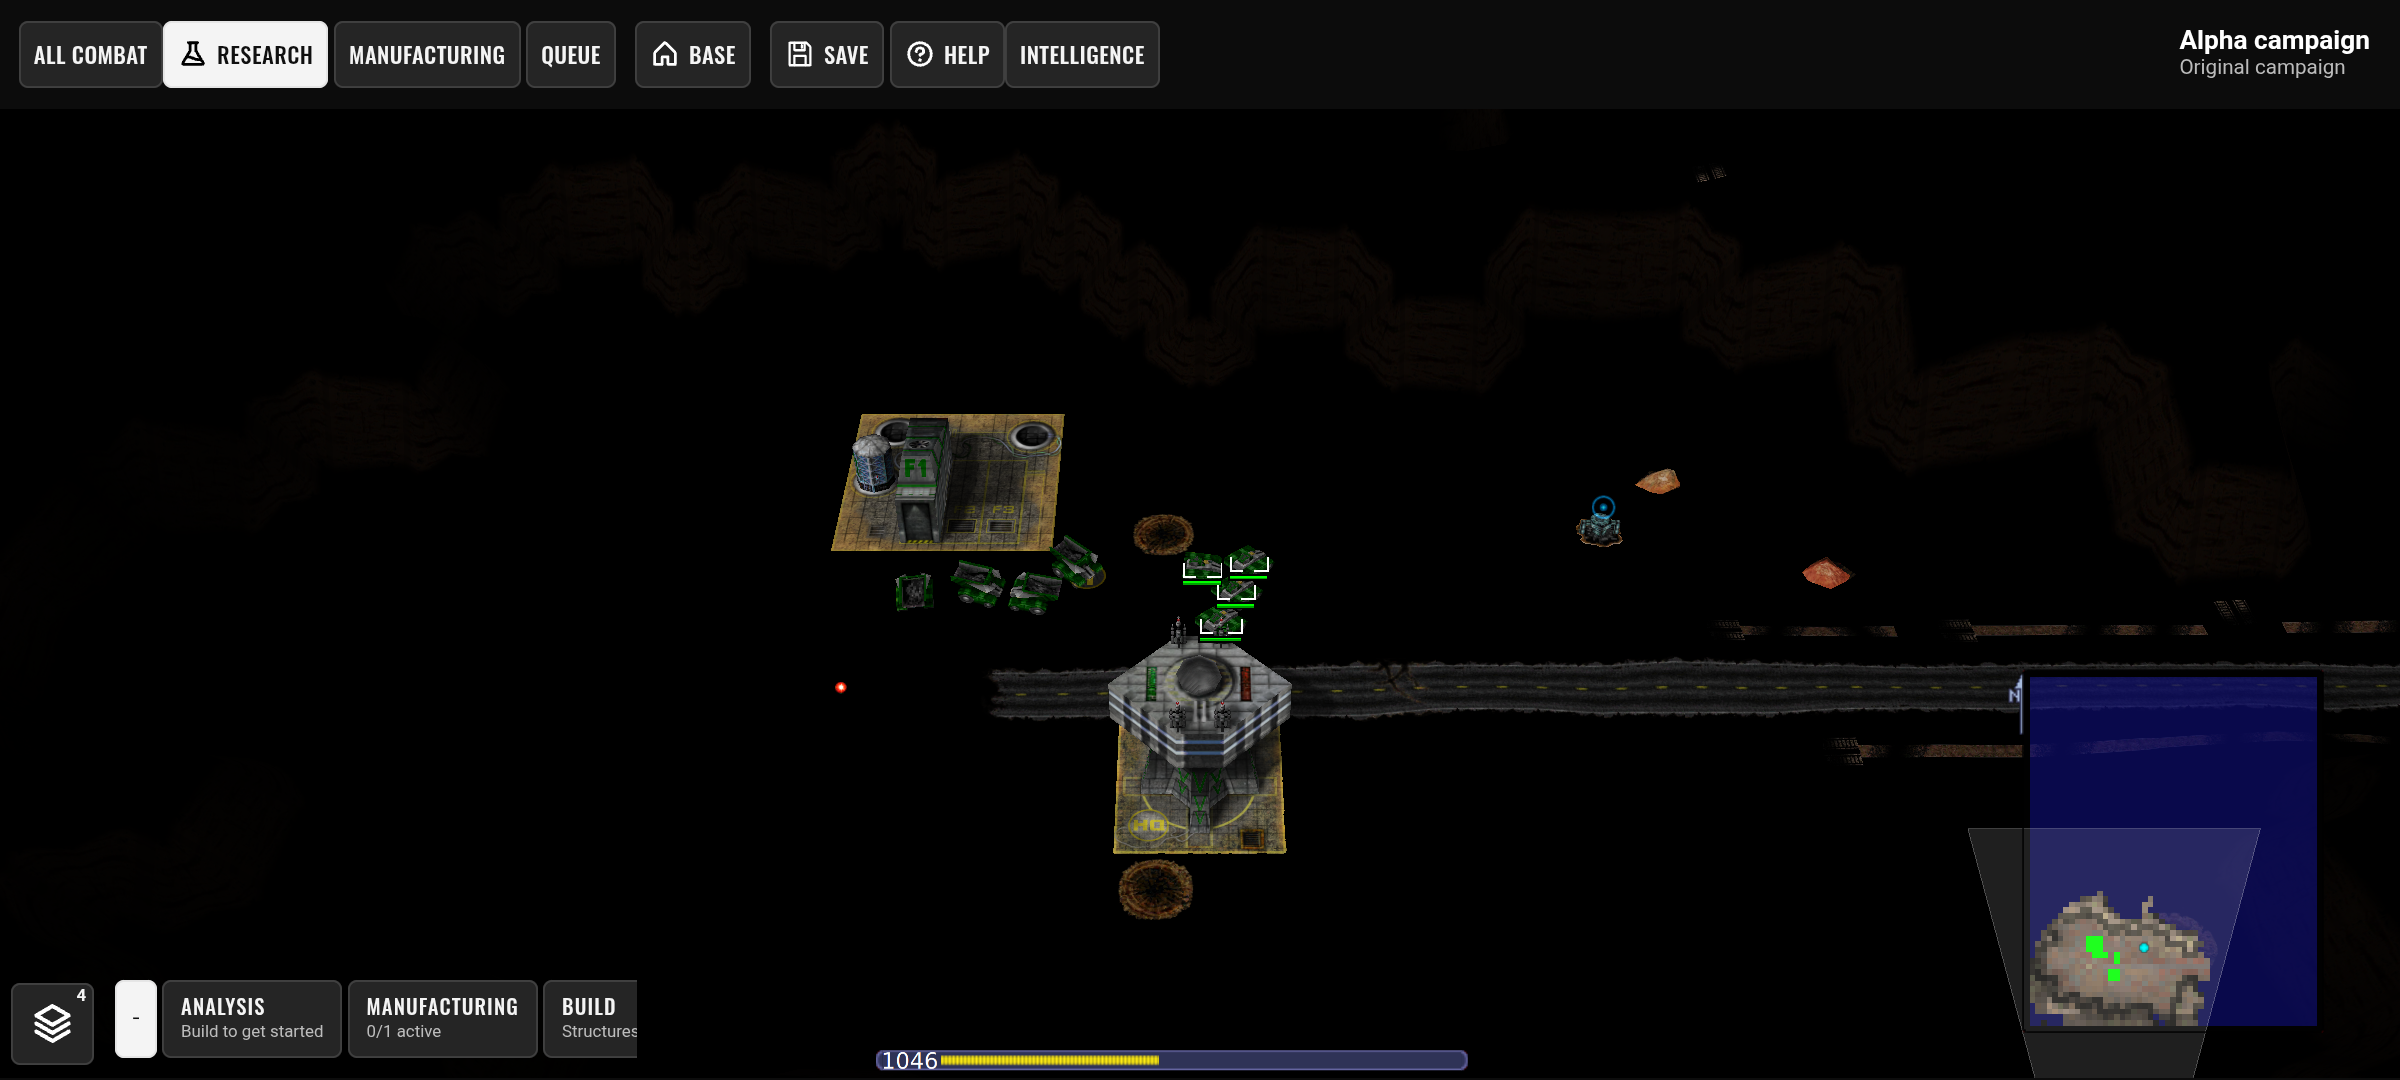 ALL COMBAT
RESEARCH
MANUFACTURING
QUEUE
BASE
SAVE
HELP
INTELLIGENCE
Alpha campaign
Original campaign
F1
F3
HQ
N
4
-
ANALYSIS
Build to get started
MANUFACTURING
0/1 active
BUILD
Structures
1046